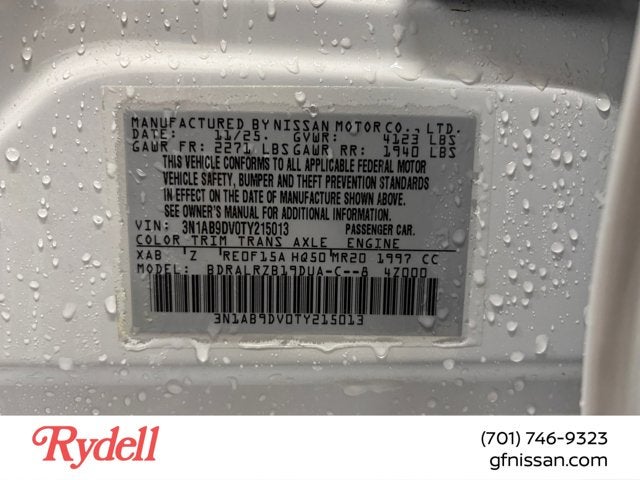 MANUFACTURED BY NISSAN MOTOR CO., LTD.
DATE: 11/25. GVWR: 4123 LBS
GAWR FR: 2271 LBS GAWR RR: 1940 LBS
THIS VEHICLE CONFORMS TO ALL APPLICABLE FEDERAL MOTOR
VEHICLE SAFETY, BUMPER AND THEFT PREVENTION STANDARDS
IN EFFECT ON THE DATE OF MANUFACTURE SHOWN ABOVE.
SEE OWNER'S MANUAL FOR ADDITIONAL INFORMATION.
VIN: 3N1AB9DV0TY215013 PASSENGER CAR.
COLOR TRIM TRANS AXLE ENGINE
XAB Z RE0F15A HQ50 MR20 1997 CC
MODEL: BDRALRZB19DUA-C--B 4Z000
3N1AB9DV0TY215013
Rydell
(701) 746-9323
gfnissan.com